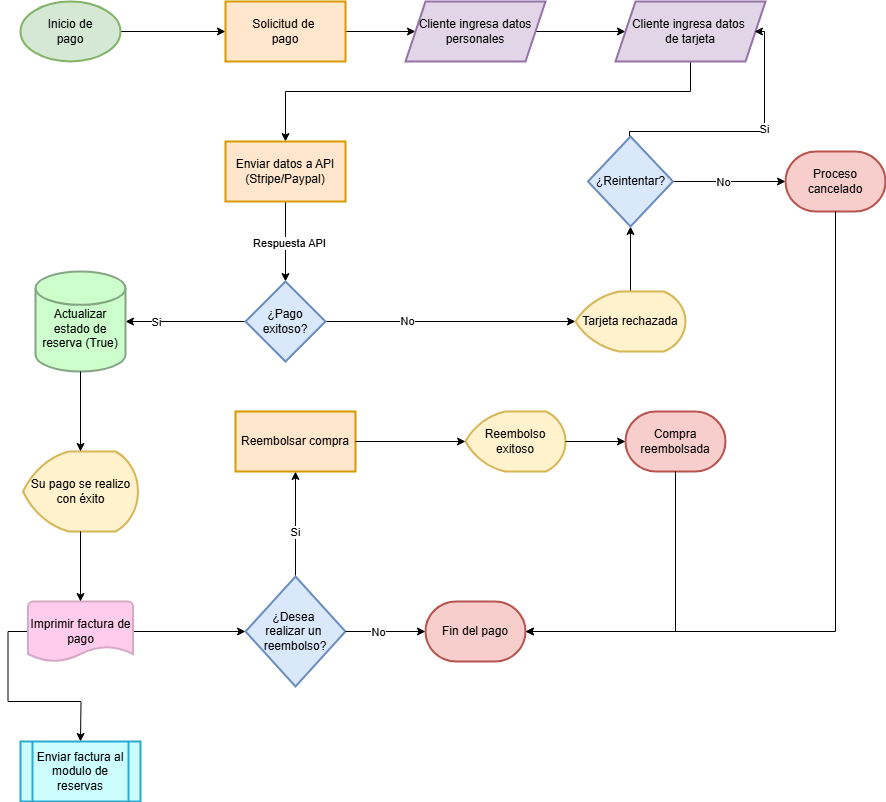 Inicio de
pago
Solicitud de
pago
Cliente ingresa datos
personales
Cliente ingresa datos
de tarjeta
Si
Enviar datos a API
(Stripe/Paypal)
¿Reintentar?
No
Proceso
cancelado
Respuesta API
Actualizar
estado de
reserva (True)
Si
¿Pago
exitoso?
No
Tarjeta rechazada
Reembolsar compra
Reembolso
exitoso
Compra
reembolsada
Su pago se realizo
con éxito
Si
Imprimir factura de
pago
¿Desea
realizar un
reembolso?
No
Fin del pago
Enviar factura al
modulo de
reservas